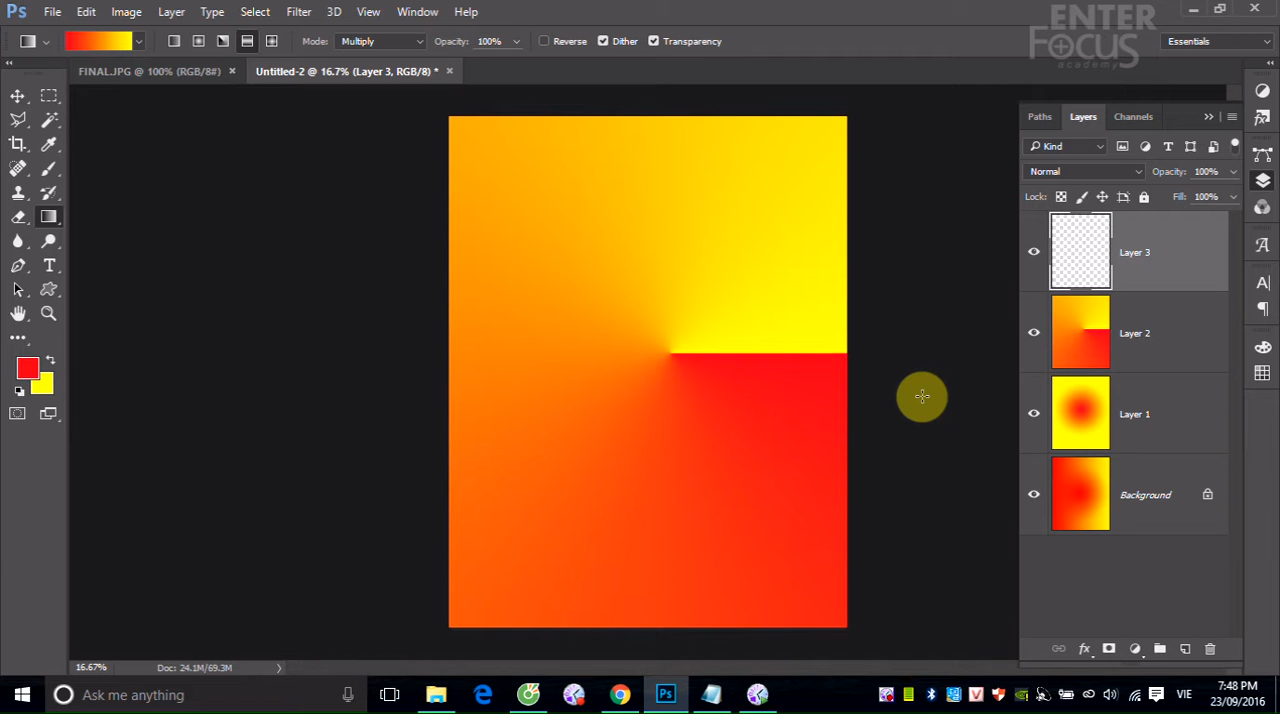 Ps File Edit Image Layer Type Select Filter 3D View Window Help
ENTER
FOCUS
academy
Mode: Multiply Opacity: 100% Reverse Dither Transparency Essentials
FINAL.JPG @ 100% (RGB/8#) × Untitled-2 @ 16.7% (Layer 3, RGB/8) * ×
Paths Layers Channels
Kind
Normal Opacity: 100%
Lock: Fill: 100%
Layer 3
Layer 2
Layer 1
Background
16.67% Doc: 24.1M/69.3M
Ask me anything
Ps
VIE
7:48 PM
23/09/2016